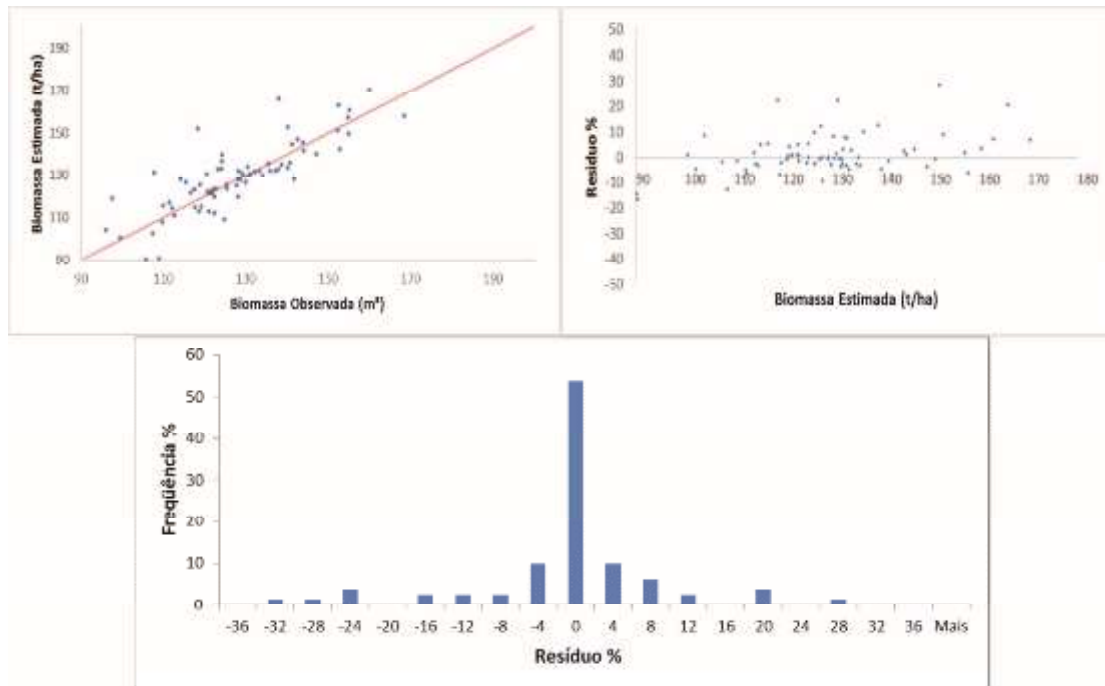 190
170
150
130
110
90
Biomassa Estimada (t/ha)
90 110 130 150 170 190
Biomassa Observada (m³)
50
40
30
20
10
0
-10
-20
-30
-40
-50
Resíduo %
90 100 110 120 130 140 150 160 170 180
Biomassa Estimada (t/ha)
60
50
40
30
20
10
0
Freqüência %
-36 -32 -28 -24 -20 -16 -12 -8 -4 0 4 8 12 20 24 28 32 36 Mais
Resíduo %